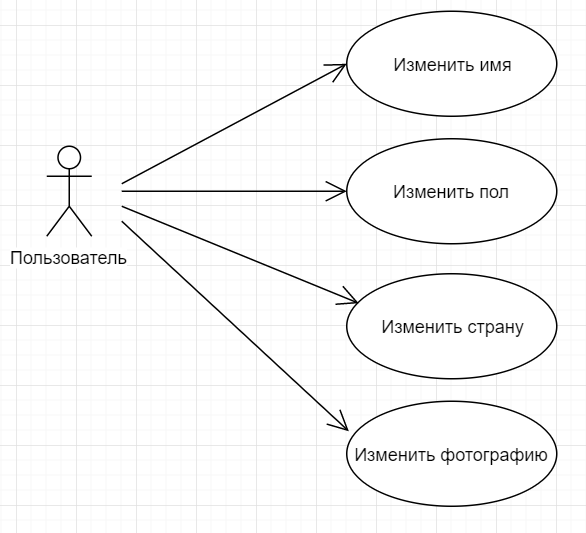 Изменить имя
Изменить пол
Пользователь
Изменить страну
Изменить фотографию